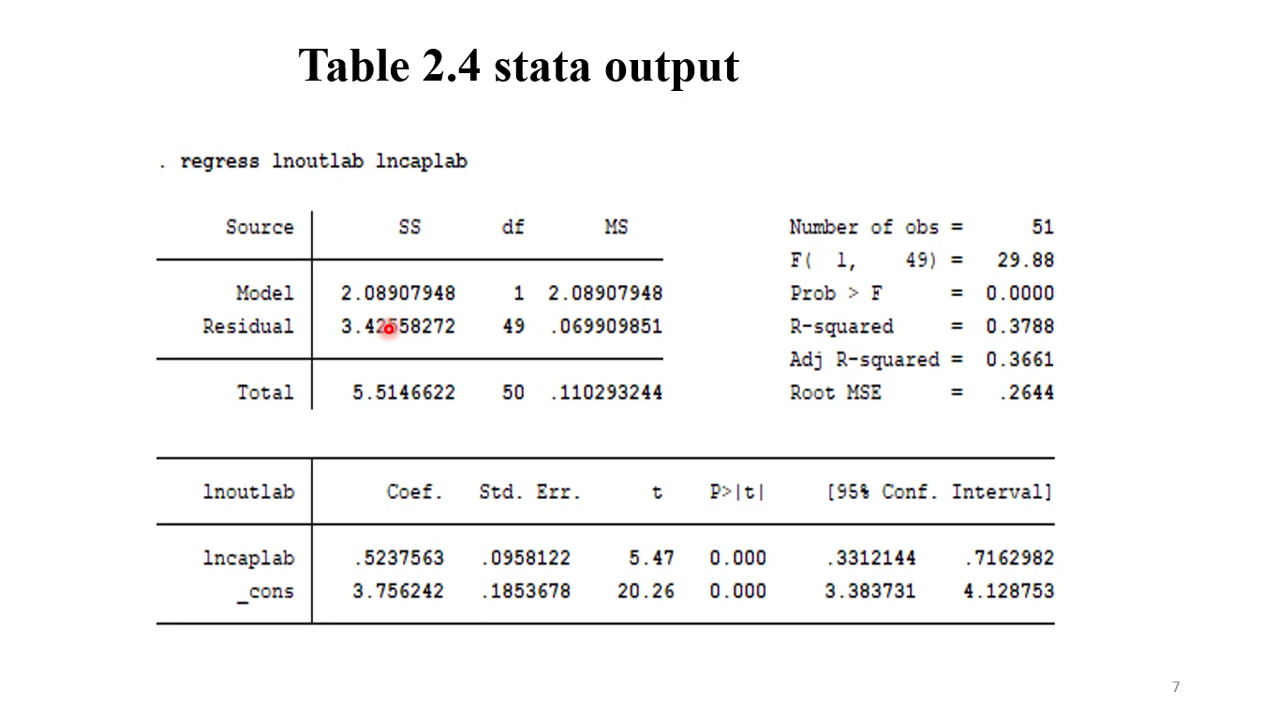 Table 2.4 stata output
. regress lnoutlab lncaplab
Source SS df MS Number of obs = 51
F( 1, 49) = 29.88
Model 2.08907948 1 2.08907948 Prob > F = 0.0000
Residual 3.42558272 49 .069909851 R-squared = 0.3788
Adj R-squared = 0.3661
Total 5.5146622 50 .110293244 Root MSE = .2644
lnoutlab Coef. Std. Err. t P>|t| [95% Conf. Interval]
lncaplab .5237563 .0958122 5.47 0.000 .3312144 .7162982
_cons 3.756242 .1853678 20.26 0.000 3.383731 4.128753
7